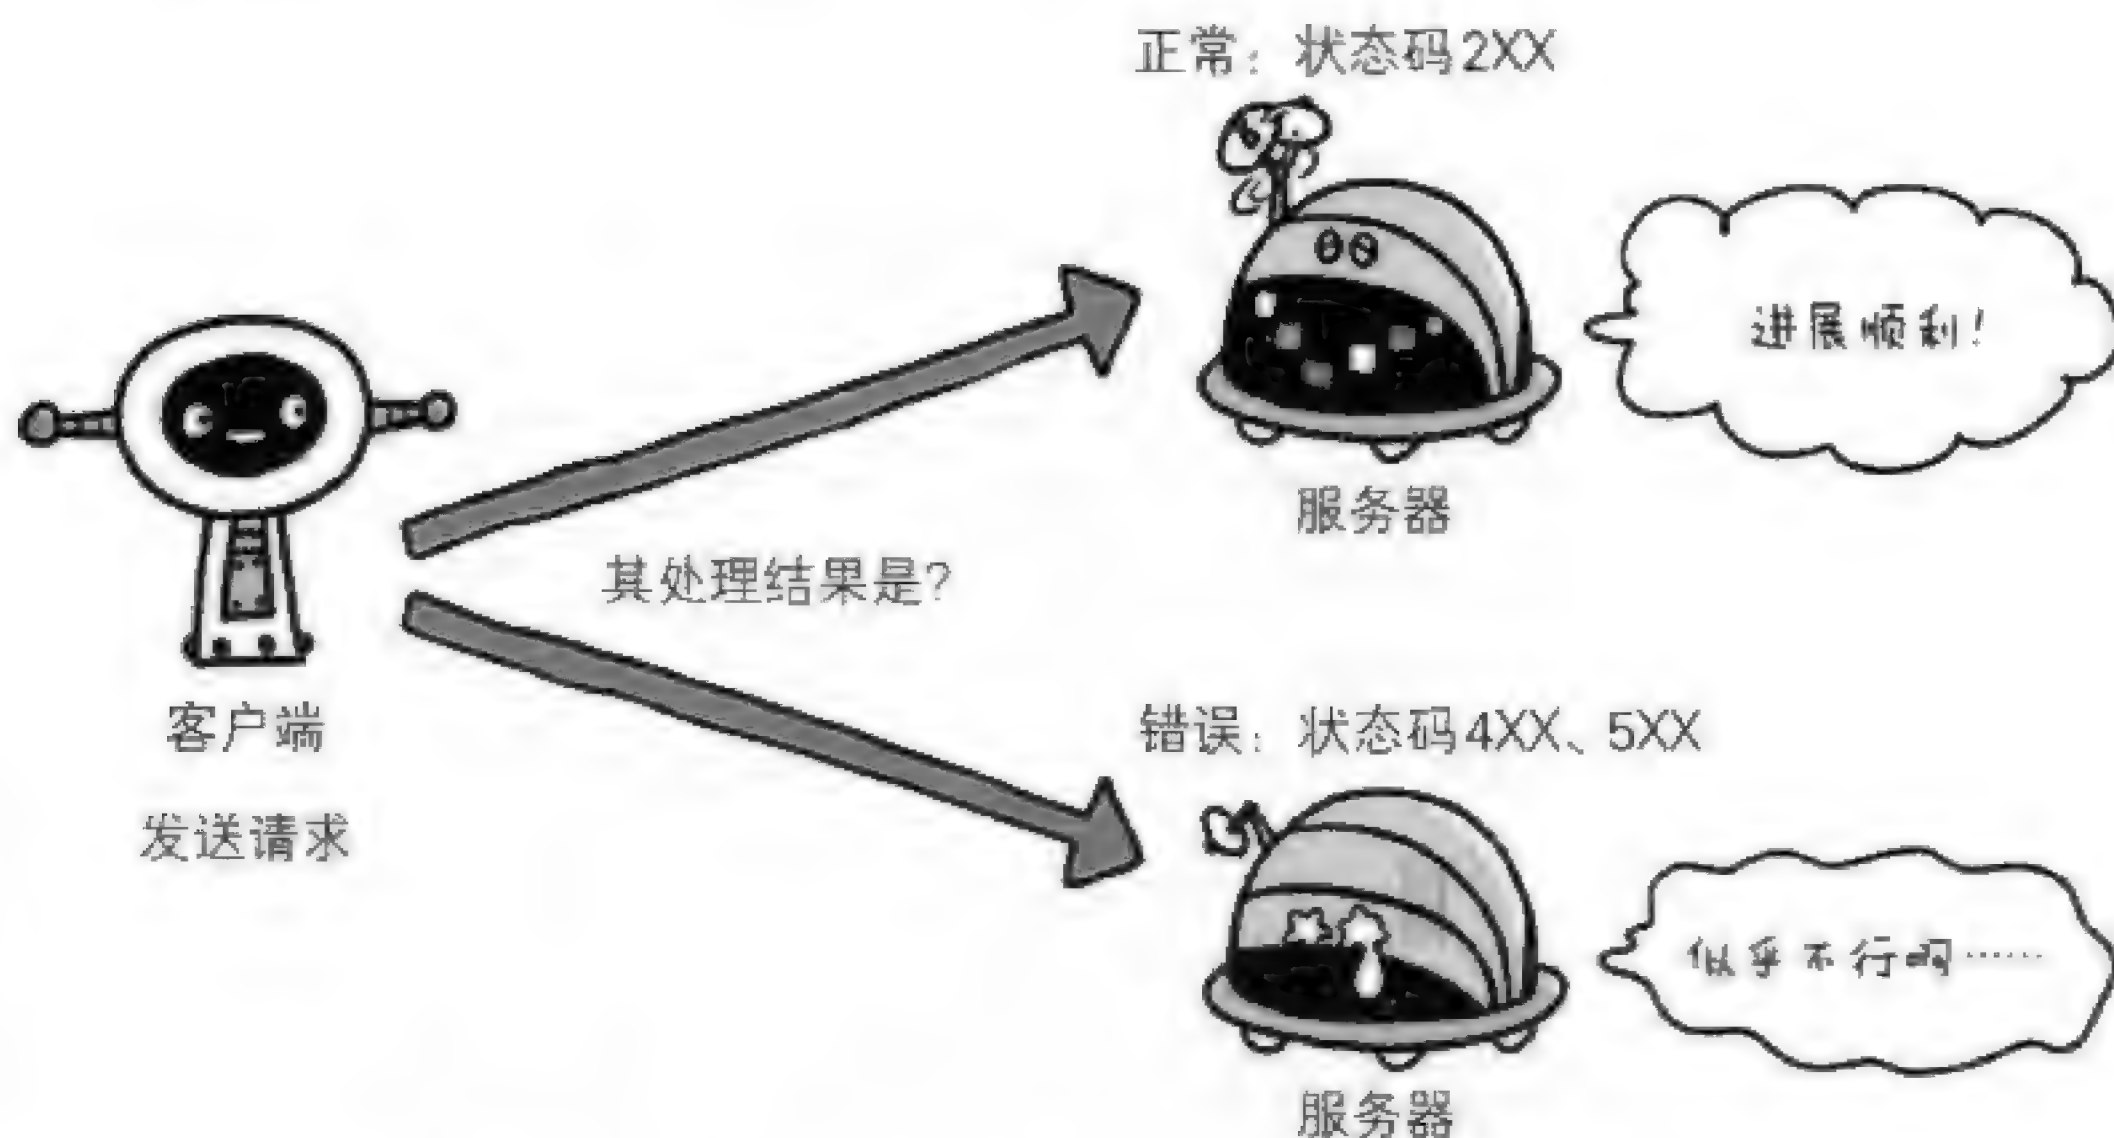 正常：状态码2XX
进展顺利！
服务器
其处理结果是？
客户端
发送请求
错误：状态码4XX、5XX
似乎不行啊……
服务器